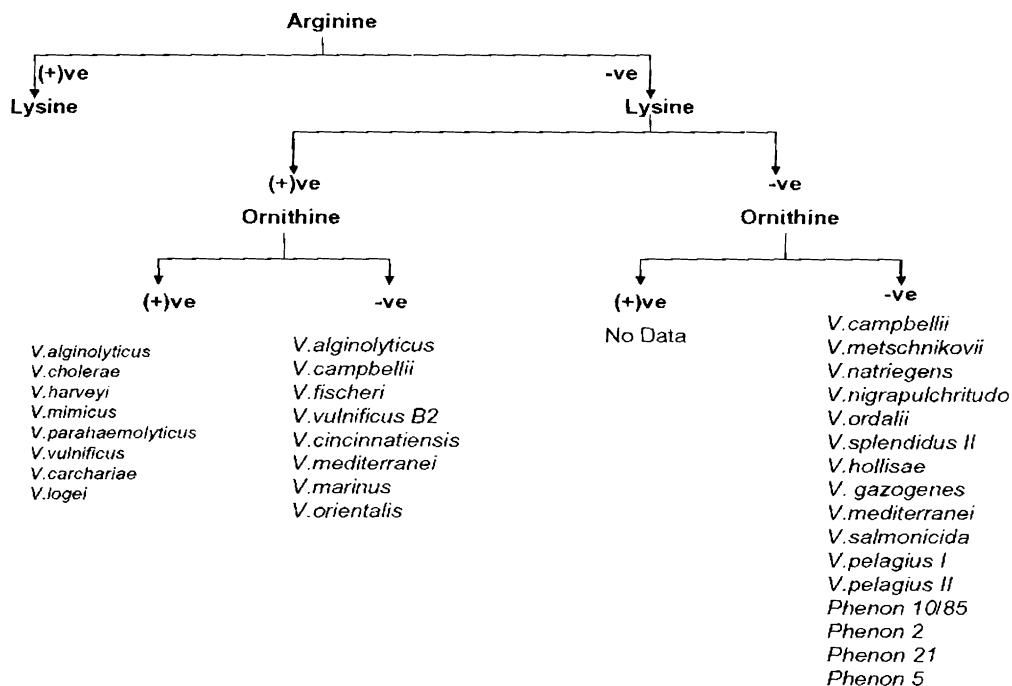 Arginine
(+)ve
-ve
Lysine
Lysine
(+)ve
-ve
Ornithine
Ornithine
(+)ve
-ve
(+)ve
-ve
V.alginolyticus
V.cholerae
V.harveyi
V.mimicus
V.parahaemolyticus
V.vulnificus
V.carchariae
V.logei
V.alginolyticus
V.campbellii
V.fischeri
V.vulnificus B2
V.cincinnatiensis
V.mediterranei
V.marinus
V.orientalis
No Data
V.campbellii
V.metschnikovii
V.natriegens
V.nigrapulchritudo
V.ordalii
V.splendidus II
V.hollisae
V. gazogenes
V.mediterranei
V.salmonicida
V.pelagius I
V.pelagius II
Phenon 10/85
Phenon 2
Phenon 21
Phenon 5